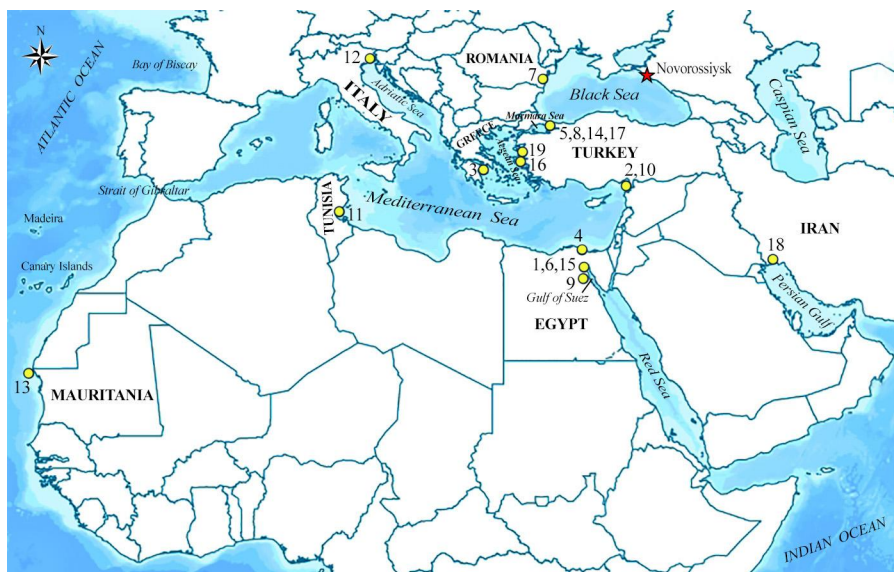 N
ATLANTIC OCEAN
Bay of Biscay
12
ROMANIA
7
Novorossiysk
Black Sea
Caspian Sea
ITALY
Adriatic Sea
Marmara Sea
GREECE
5,8,14,17
Aegean Sea
19
TURKEY
16
3
2,10
Strait of Gibraltar
Mediterranean Sea
TUNISIA
11
Madeira
IRAN
4
18
Canary Islands
1,6,15
9
Gulf of Suez
Persian Gulf
EGYPT
Red Sea
13
MAURITANIA
INDIAN OCEAN